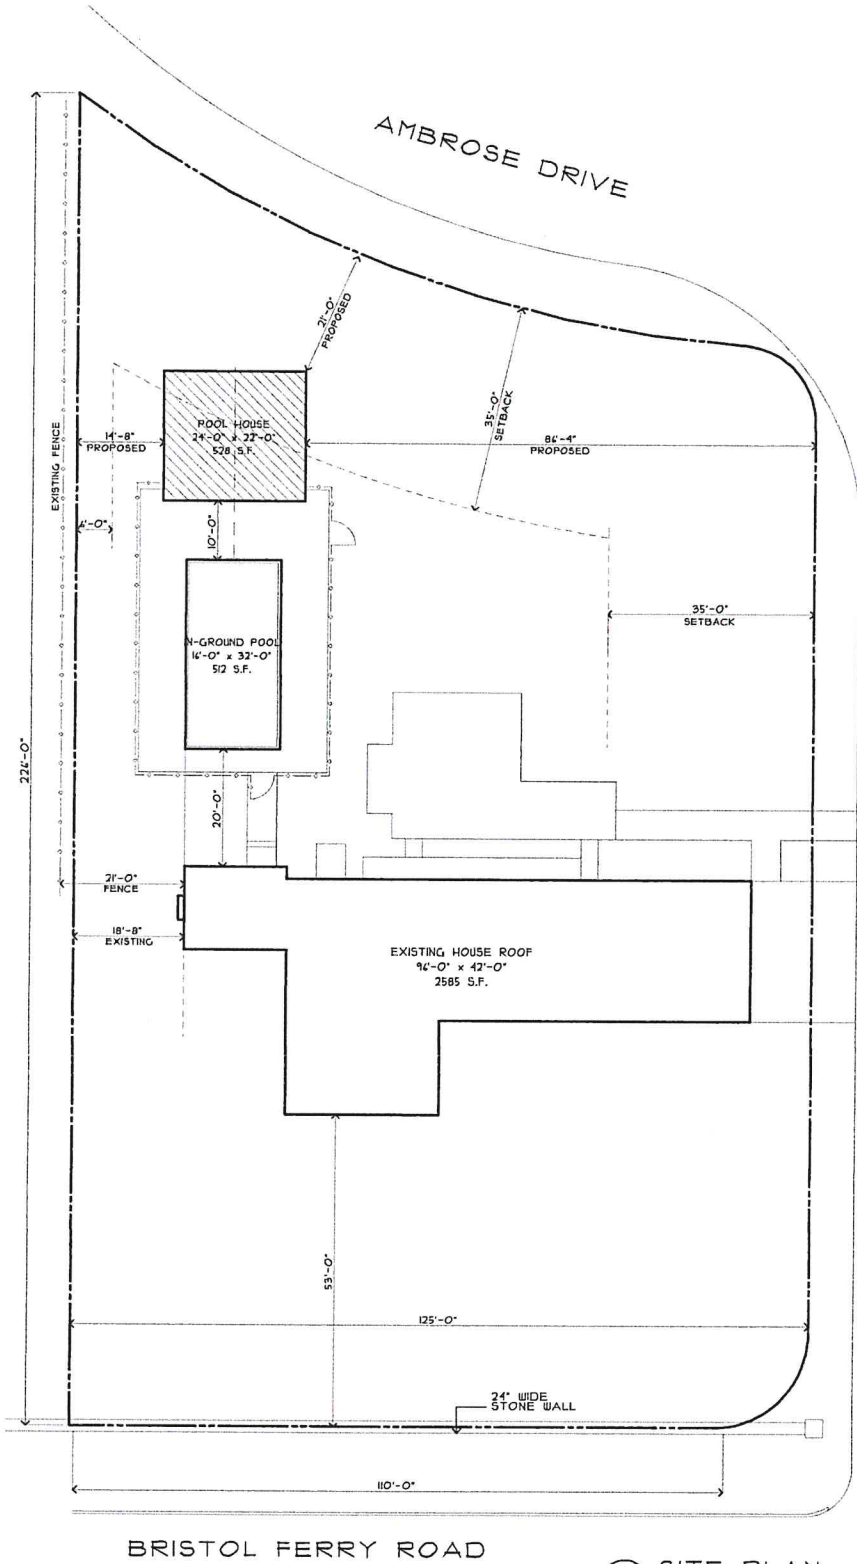 AMBROSE DRIVE
21'-0"
PROPOSED
35'-0"
SETBACK
POOL HOUSE
24'-0" x 22'-0"
528 S.F.
14'-8"
PROPOSED
86'-4"
PROPOSED
EXISTING FENCE
6'-0"
10'-0"
35'-0"
SETBACK
IN-GROUND POOL
16'-0" x 32'-0"
512 S.F.
226'-0"
20'-0"
21'-0"
FENCE
18'-8"
EXISTING
EXISTING HOUSE ROOF
96'-0" x 42'-0"
2585 S.F.
53'-0"
125'-0"
24" WIDE
STONE WALL
110'-0"
BRISTOL FERRY ROAD
SITE PLAN